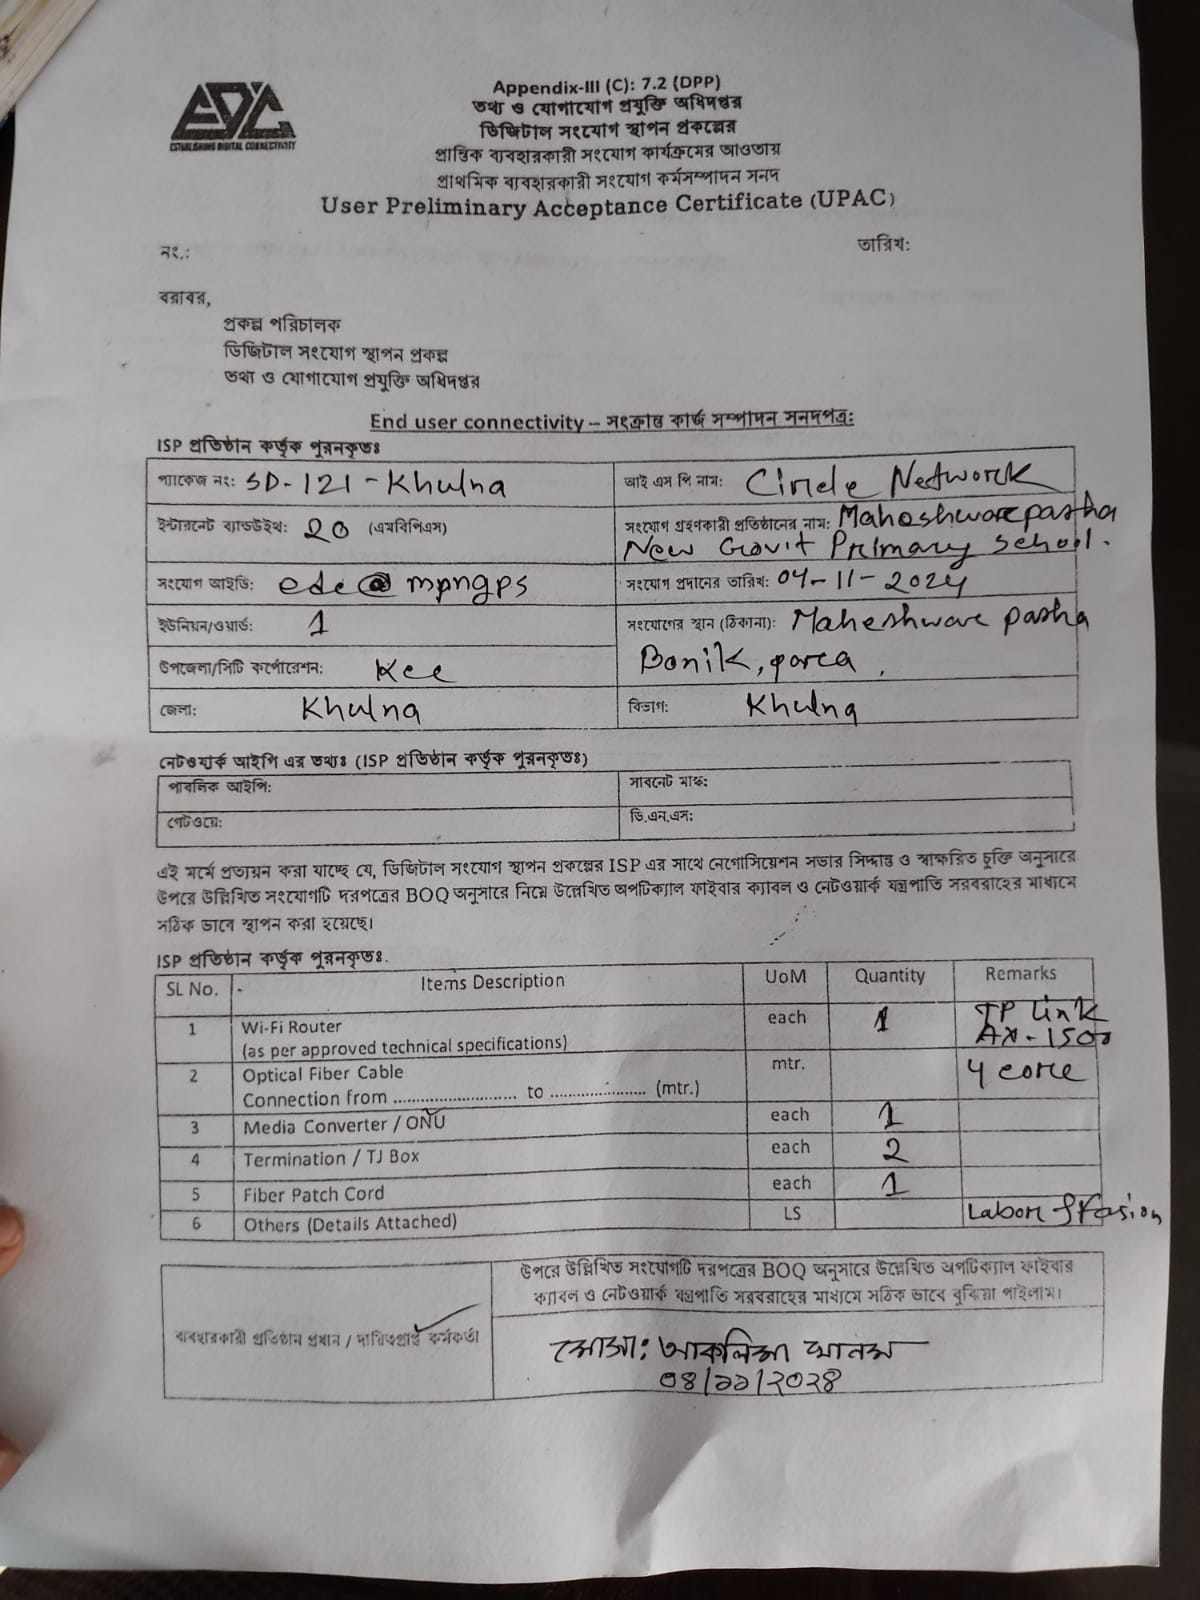 EDC
ESTABLISHING DIGITAL CONNECTIVITY
Appendix-III (C): 7.2 (DPP)
তথ্য ও যোগাযোগ প্রযুক্তি অধিদপ্তর
ডিজিটাল সংযোগ স্থাপন প্রকল্পের
প্রান্তিক ব্যবহারকারী সংযোগ কার্যক্রমের আওতায়
প্রাথমিক ব্যবহারকারী সংযোগ কর্মসম্পাদন সনদ
User Preliminary Acceptance Certificate (UPAC)
নং,: তারিখ:
বরাবর,
প্রকল্প পরিচালক
ডিজিটাল সংযোগ স্থাপন প্রকল্প
তথ্য ও যোগাযোগ প্রযুক্তি অধিদপ্তর
End user connectivity – সংক্রান্ত কার্জ সম্পাদন সনদপত্র:
ISP প্রতিষ্ঠান কর্তৃক পুরনকৃতঃ
প্যাকেজ নং: SD-121-Khulna আই এস পি নাম: Circle Network
ইন্টারনেট ব্যান্ডউইথ: 20 (এমবিপিএস) সংযোগ গ্রহণকারী প্রতিষ্ঠানের নাম: Maheshwarepasha
New Govit Primary School.
সংযোগ আইডি: edc@mpngps সংযোগ প্রদানের তারিখ: 04-11-2024
ইউনিয়ন/ওয়ার্ড: 1 সংযোগের স্থান (ঠিকানা): Maheshware pasha
উপজেলা/সিটি কর্পোরেশন: Kcc Bonik, parca,
জেলা: Khulna বিভাগ: Khulna
নেটওয়ার্ক আইপি এর তথ্যঃ (ISP প্রতিষ্ঠান কর্তৃক পুরনকৃতঃ)
পাবলিক আইপি: সাবনেট মাস্ক:
গেটওয়ে: ডি.এন.এস:
এই মর্মে প্রত্যয়ন করা যাচ্ছে যে, ডিজিটাল সংযোগ স্থাপন প্রকল্পের ISP এর সাথে নেগোসিয়েশন সভার সিদ্দান্ত ও স্বাক্ষরিত চুক্তি অনুসারে
উপরে উল্লিখিত সংযোগটি দরপত্রের BOQ অনুসারে নিম্নে উল্লেখিত অপটিক্যাল ফাইবার ক্যাবল ও নেটওয়ার্ক যন্ত্রপাতি সরবরাহের মাধ্যমে
সঠিক ভাবে স্থাপন করা হয়েছে।
ISP প্রতিষ্ঠান কর্তৃক পুরনকৃতঃ.
SL No. Items Description UoM Quantity Remarks
1 Wi-Fi Router each 1 TP Link
(as per approved technical specifications) AX-1500
2 Optical Fiber Cable mtr. 4 core
Connection from ............................ to ..................... (mtr.)
3 Media Converter / ONU each 1
4 Termination / TJ Box each 2
5 Fiber Patch Cord each 1
6 Others (Details Attached) LS Labor
উপরে উল্লিখিত সংযোগটি দরপত্রের BOQ অনুসারে উল্লেখিত অপটিক্যাল ফাইবার
ক্যাবল ও নেটওয়ার্ক যন্ত্রপাতি সরবরাহের মাধ্যমে সঠিক ভাবে বুঝিয়া পাইলাম।
ব্যবহারকারী প্রতিষ্ঠান প্রধান / দায়িত্বপ্রাপ্ত কর্মকর্তা
মোসা:
০৪/১১/২০২৪